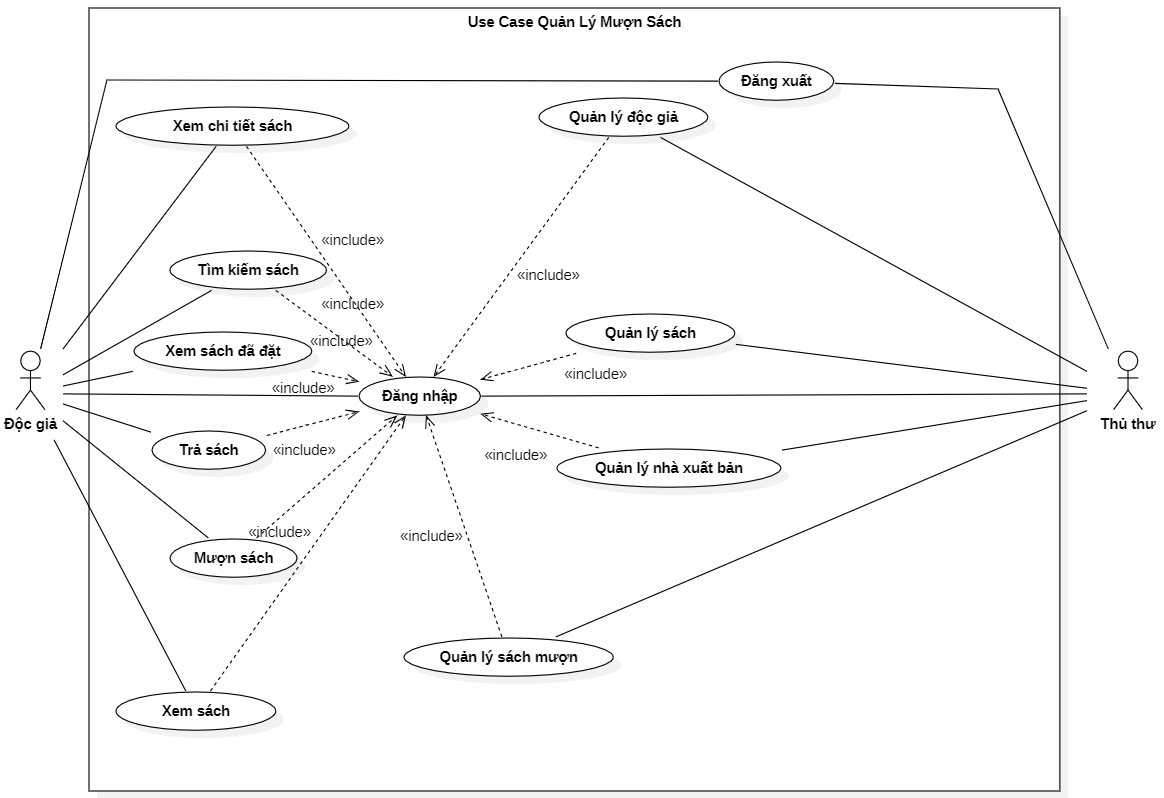 Use Case Quản Lý Mượn Sách
Đăng xuất
Xem chi tiết sách
Quản lý độc giả
«include»
Tìm kiếm sách
«include»
«include»
Quản lý sách
«include»
Xem sách đã đặt
«include»
«include»
Đăng nhập
Độc giả
Thủ thư
Trả sách
«include»
«include»
Quản lý nhà xuất bản
«include»
«include»
Mượn sách
Quản lý sách mượn
Xem sách